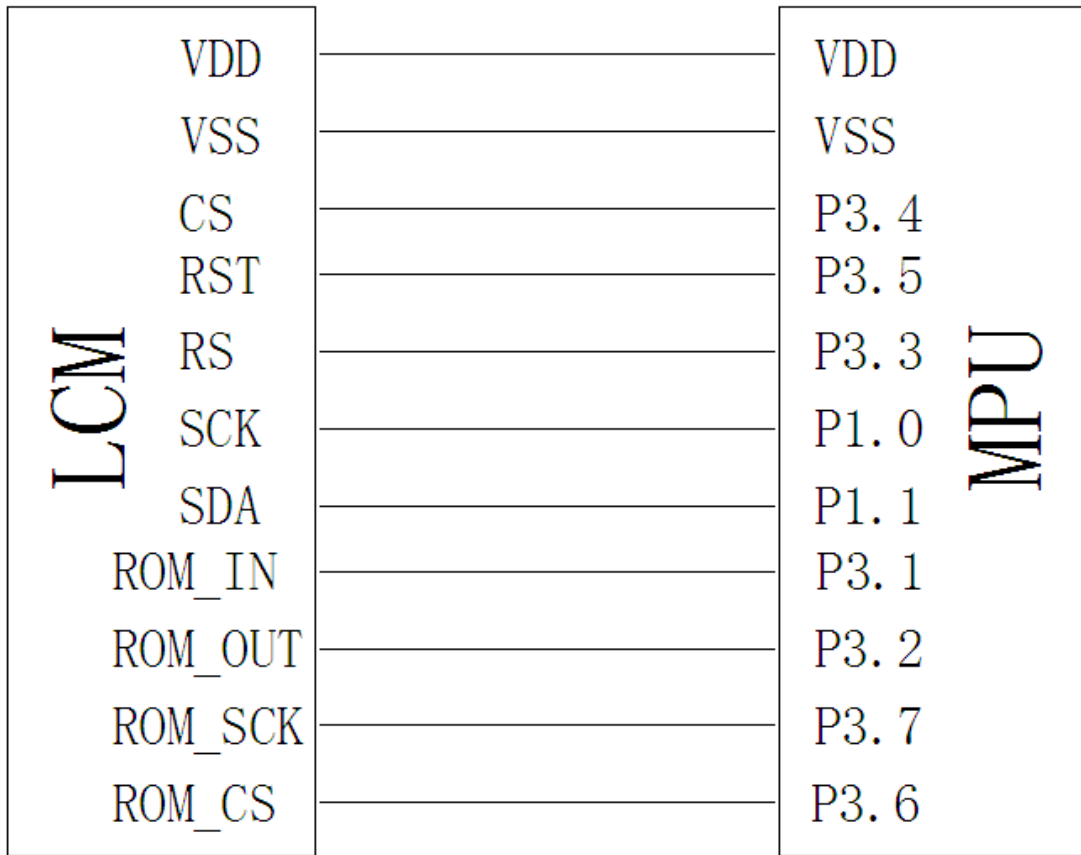 VDD VDD
VSS VSS
CS P3.4
RST P3.5
RS P3.3
SCK P1.0
SDA P1.1
ROM_IN P3.1
ROM_OUT P3.2
ROM_SCK P3.7
ROM_CS P3.6
LCM
MPU